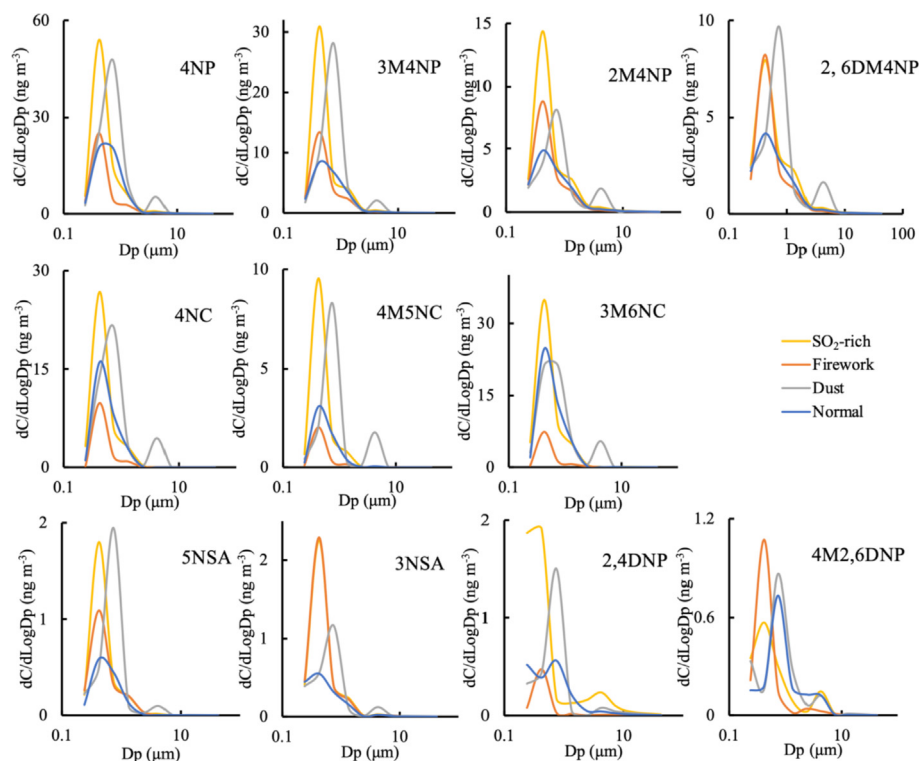 dC/dLogDp (ng m⁻³)
60
30
0
0.1
10
Dp (µm)
4NP
dC/dLogDp (ng m⁻³)
30
20
10
0
0.1
10
Dp (µm)
3M4NP
dC/dLogDp (ng m⁻³)
15
10
5
0
0.1
10
Dp (µm)
2M4NP
dC/dLogDp (ng m⁻³)
10
5
0
0.1
1
10
100
Dp (µm)
2, 6DM4NP
dC/dLogDp (ng m⁻³)
30
15
0
0.1
10
Dp (µm)
4NC
dC/dLogDp (ng m⁻³)
10
5
0
0.1
10
Dp (µm)
4M5NC
dC/dLogDp (ng m⁻³)
30
15
0
0.1
10
Dp (µm)
3M6NC
SO₂-rich
Firework
Dust
Normal
dC/dLogDp (ng m⁻³)
2
1
0
0.1
10
Dp (µm)
5NSA
dC/dLogDp (ng m⁻³)
2
1
0
0.1
10
Dp (µm)
3NSA
dC/dLogDp (ng m⁻³)
2
1
0
0.1
10
Dp (µm)
2,4DNP
dC/dLogDp (ng m⁻³)
1.2
0.6
0
0.1
10
Dp (µm)
4M2,6DNP